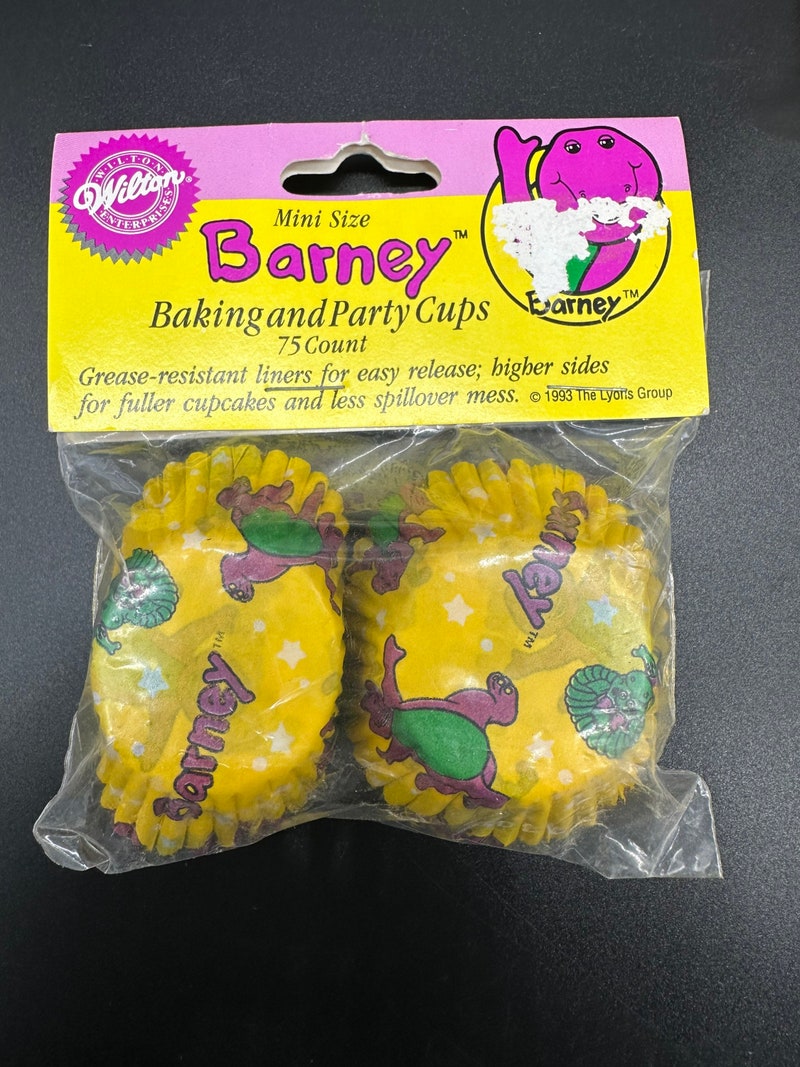 WILTON
Wilton®
ENTERPRISES
Mini Size
Barney™
Baking and Party Cups
75 Count
Grease-resistant liners for easy release; higher sides
for fuller cupcakes and less spillover mess. © 1993 The Lyons Group
Barney™
Barney™
Barney™